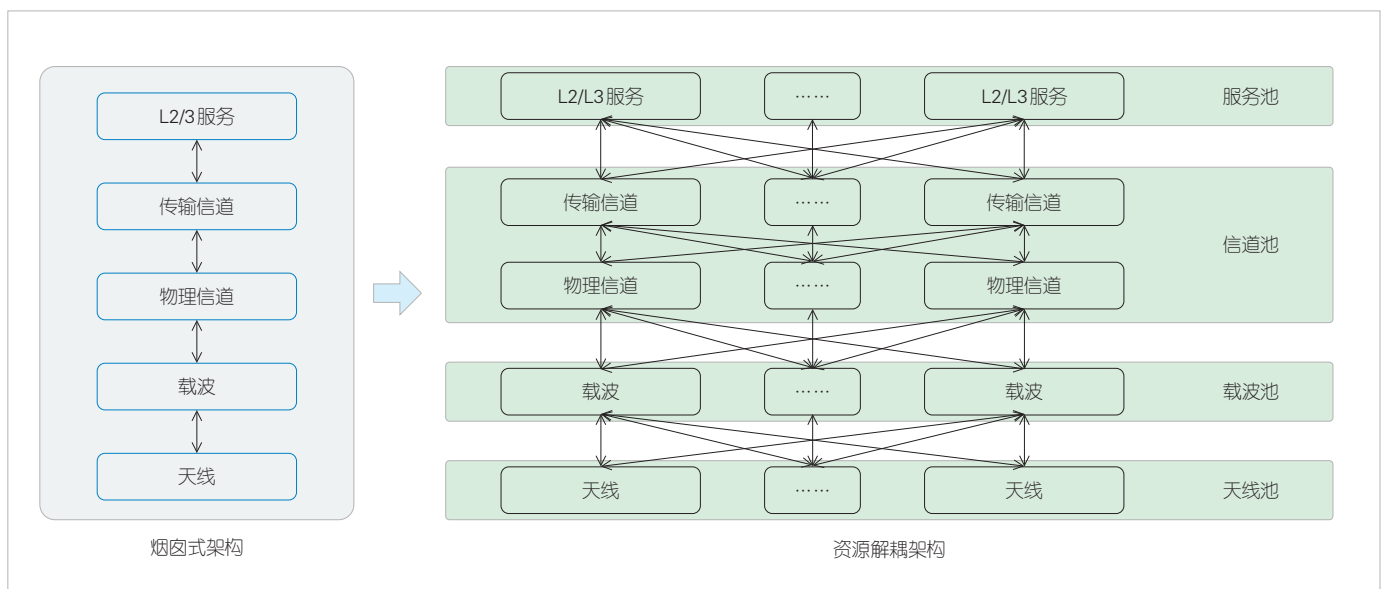 L2/3服务
传输信道
物理信道
载波
天线
烟囱式架构
L2/L3服务 …… L2/L3服务 服务池
传输信道 …… 传输信道
信道池
物理信道 …… 物理信道
载波 …… 载波 载波池
天线 …… 天线 天线池
资源解耦架构